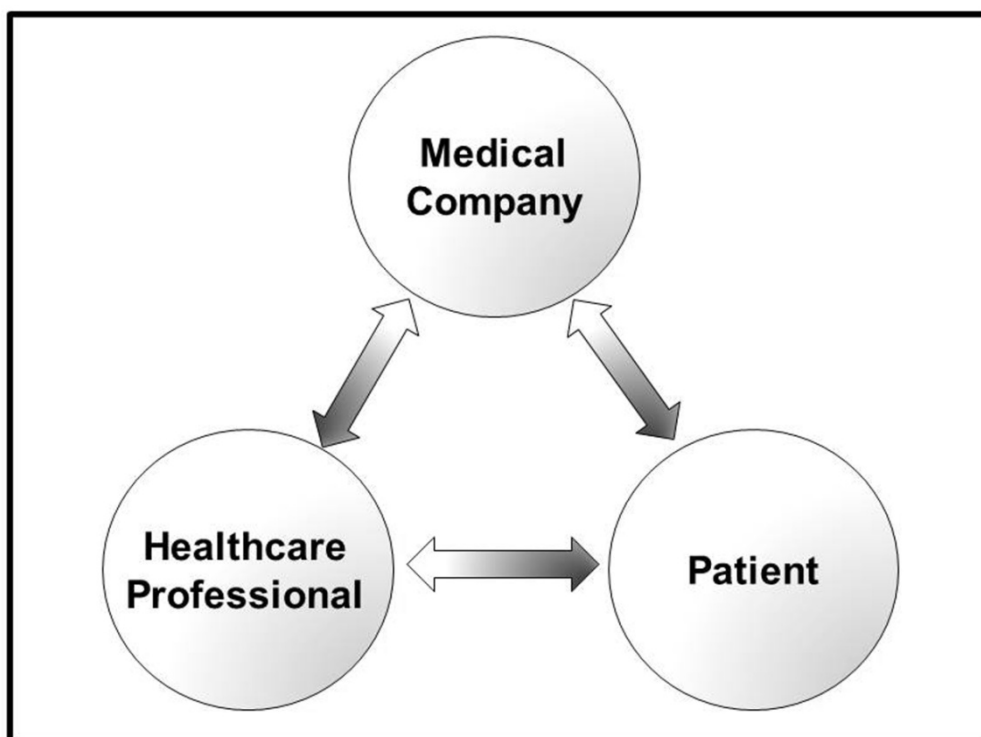 Medical
Company
Healthcare
Professional
Patient